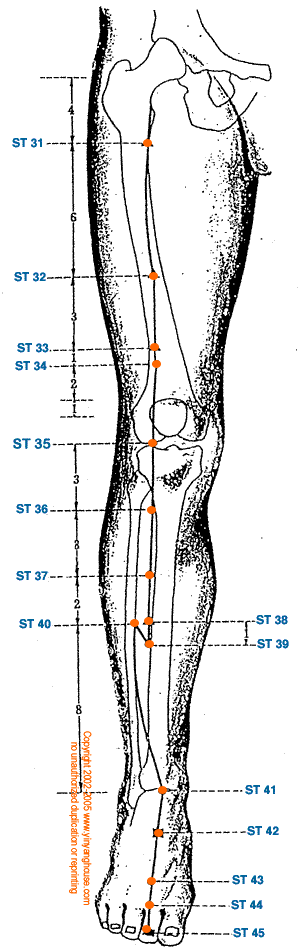 4
ST 31
6
ST 32
3
ST 33
1
ST 34
2
1
ST 35
3
ST 36
3
ST 37
2
ST 40
ST 38
1
ST 39
8
Copyright 2002-2005 www.yinyanghouse.com
no unauthorized duplication or reprinting
ST 41
ST 42
ST 43
ST 44
ST 45